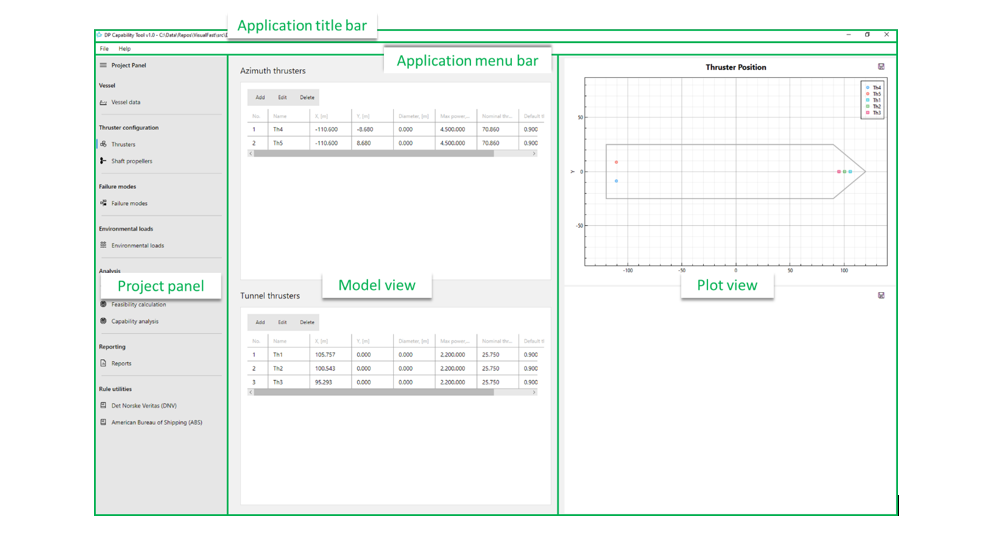 Application title bar
DP Capability Tool v1.0 - C:\Data\Repos\VisualFast\src\D
File Help
Application menu bar
Project Panel
Vessel
Vessel data
Thruster configuration
Thrusters
Shaft propellers
Failure modes
Failure modes
Environmental loads
Environmental loads
Analysis
Project panel
Feasibility calculation
Capability analysis
Reporting
Reports
Rule utilities
Det Norske Veritas (DNV)
American Bureau of Shipping (ABS)
Azimuth thrusters
Add Edit Delete
No. Name X, [m] Y, [m] Diameter, [m] Max power,... Nominal thr... Default t
1 Th4 -110.600 -8.680 0.000 4,500.000 70.860 0.900
2 Th5 -110.600 8.680 0.000 4,500.000 70.860 0.900
Model view
Tunnel thrusters
Add Edit Delete
No. Name X, [m] Y, [m] Diameter, [m] Max power,... Nominal thr... Default t
1 Th1 105.757 0.000 0.000 2,200.000 25.750 0.900
2 Th2 100.543 0.000 0.000 2,200.000 25.750 0.900
3 Th3 95.293 0.000 0.000 2,200.000 25.750 0.900
Thruster Position
Th4
Th5
Th1
Th2
Th3
50
Y 0
-50
-100 -50 0 50 100
Plot view